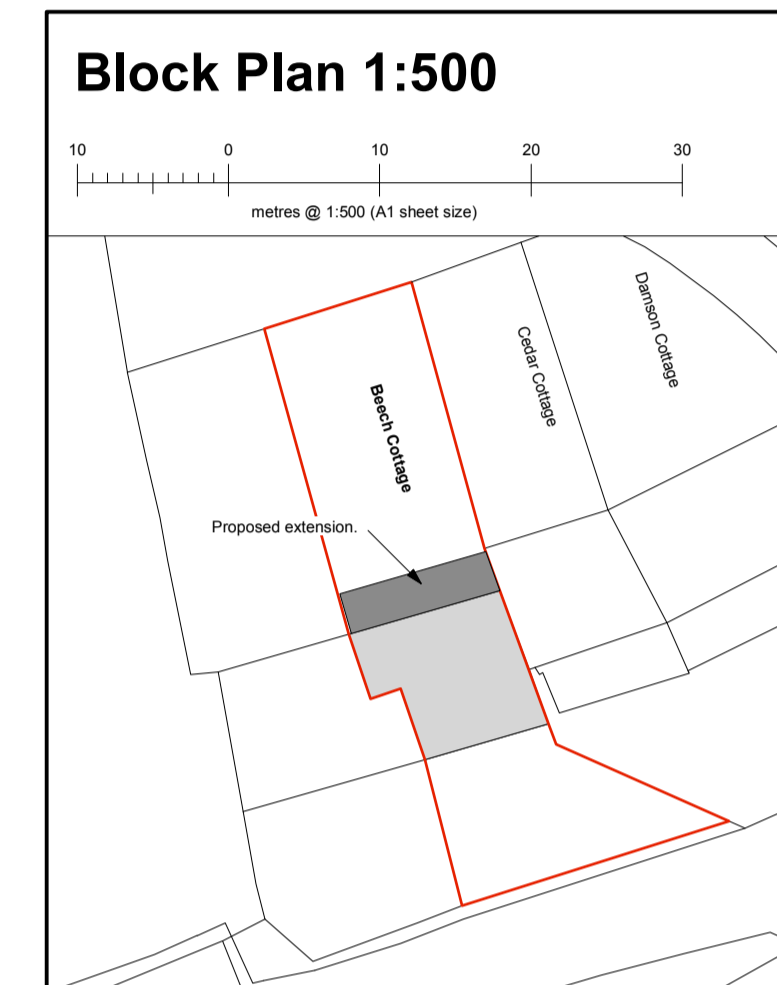 Block Plan 1:500
10 0 10 20 30
metres @ 1:500 (A1 sheet size)
Damson Cottage
Cedar Cottage
Beech Cottage
Proposed extension.